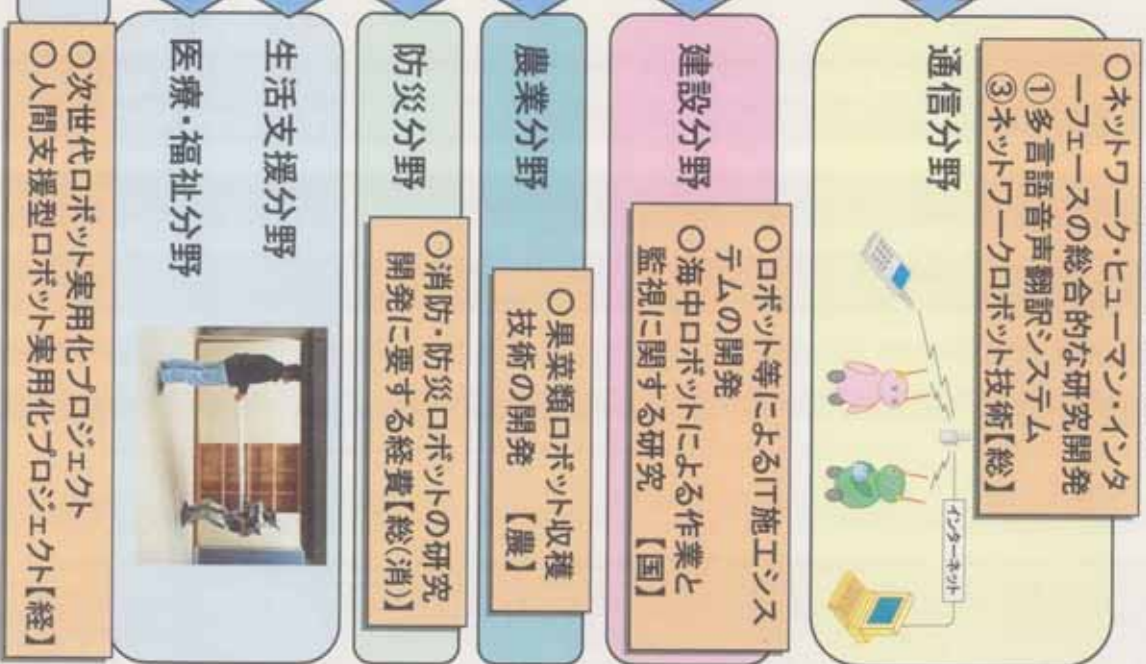 ○ネットワーク・ヒューマン・インタ
ーフェースの総合的な研究開発
①多言語音声翻訳システム
③ネットワークロボット技術【総】
通信分野
インターネット
建設分野
○ロボット等によるIT施工シス
テムの開発
○海中ロボットによる作業と
監視に関する研究 【国】
農業分野
○果菜類ロボット収穫
技術の開発 【農】
防災分野
○消防・防災ロボットの研究
開発に要する経費【総(消)】
生活支援分野
医療・福祉分野
○次世代ロボット実用化プロジェクト
○人間支援型ロボット実用化プロジェクト【経】